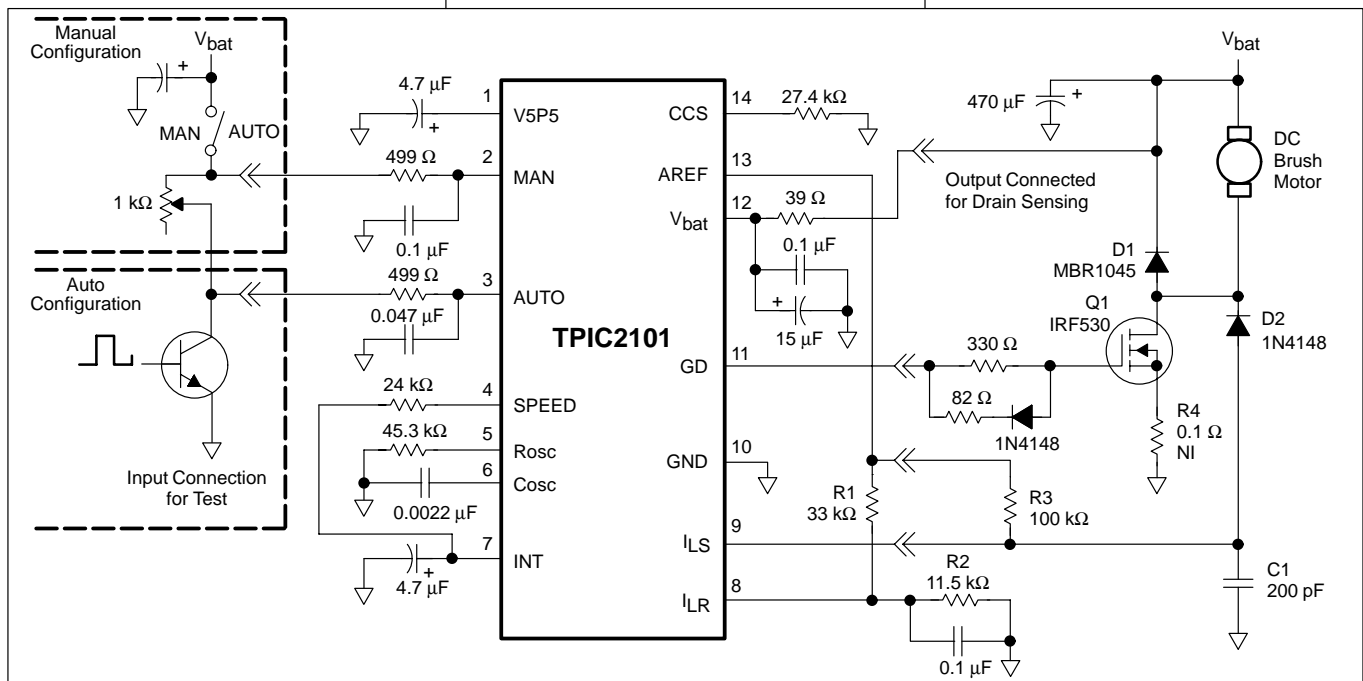 Manual
Configuration
Vbat
MAN
AUTO
1 kΩ
Auto
Configuration
Input Connection
for Test
4.7 µF
499 Ω
0.1 µF
499 Ω
0.047 µF
24 kΩ
45.3 kΩ
0.0022 µF
4.7 µF
1
2
3
4
5
6
7
V5P5
MAN
AUTO
SPEED
Rosc
Cosc
INT
TPIC2101
CCS
AREF
Vbat
GD
GND
ILS
ILR
14
13
12
11
10
9
8
27.4 kΩ
39 Ω
0.1 µF
+
15 µF
330 Ω
82 Ω
1N4148
R1
33 kΩ
R3
100 kΩ
R2
11.5 kΩ
0.1 µF
Vbat
470 µF
+
Output Connected
for Drain Sensing
DC
Brush
Motor
D1
MBR1045
Q1
IRF530
D2
1N4148
R4
0.1 Ω
NI
C1
200 pF